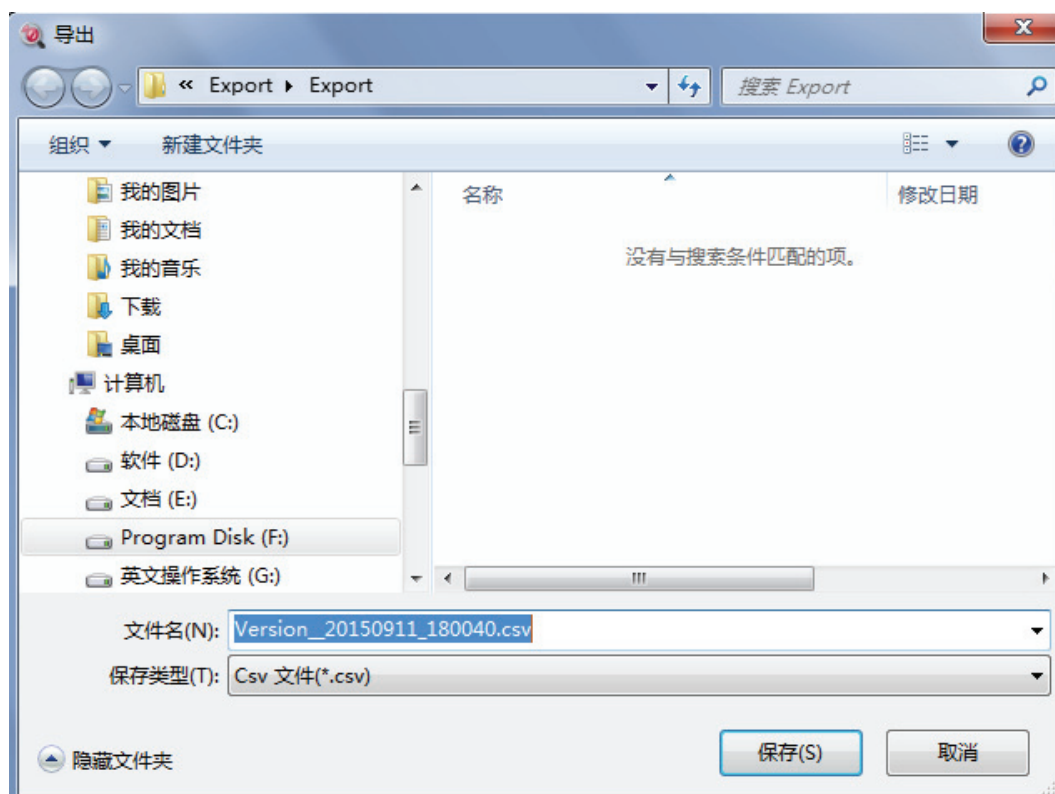 导出
« Export ▸ Export
搜索 Export
组织 新建文件夹
我的图片
我的文档
我的音乐
下载
桌面
计算机
本地磁盘 (C:)
软件 (D:)
文档 (E:)
Program Disk (F:)
英文操作系统 (G:)
名称 修改日期
没有与搜索条件匹配的项。
文件名(N): Version__20150911_180040.csv
保存类型(T): Csv 文件(*.csv)
隐藏文件夹 保存(S) 取消